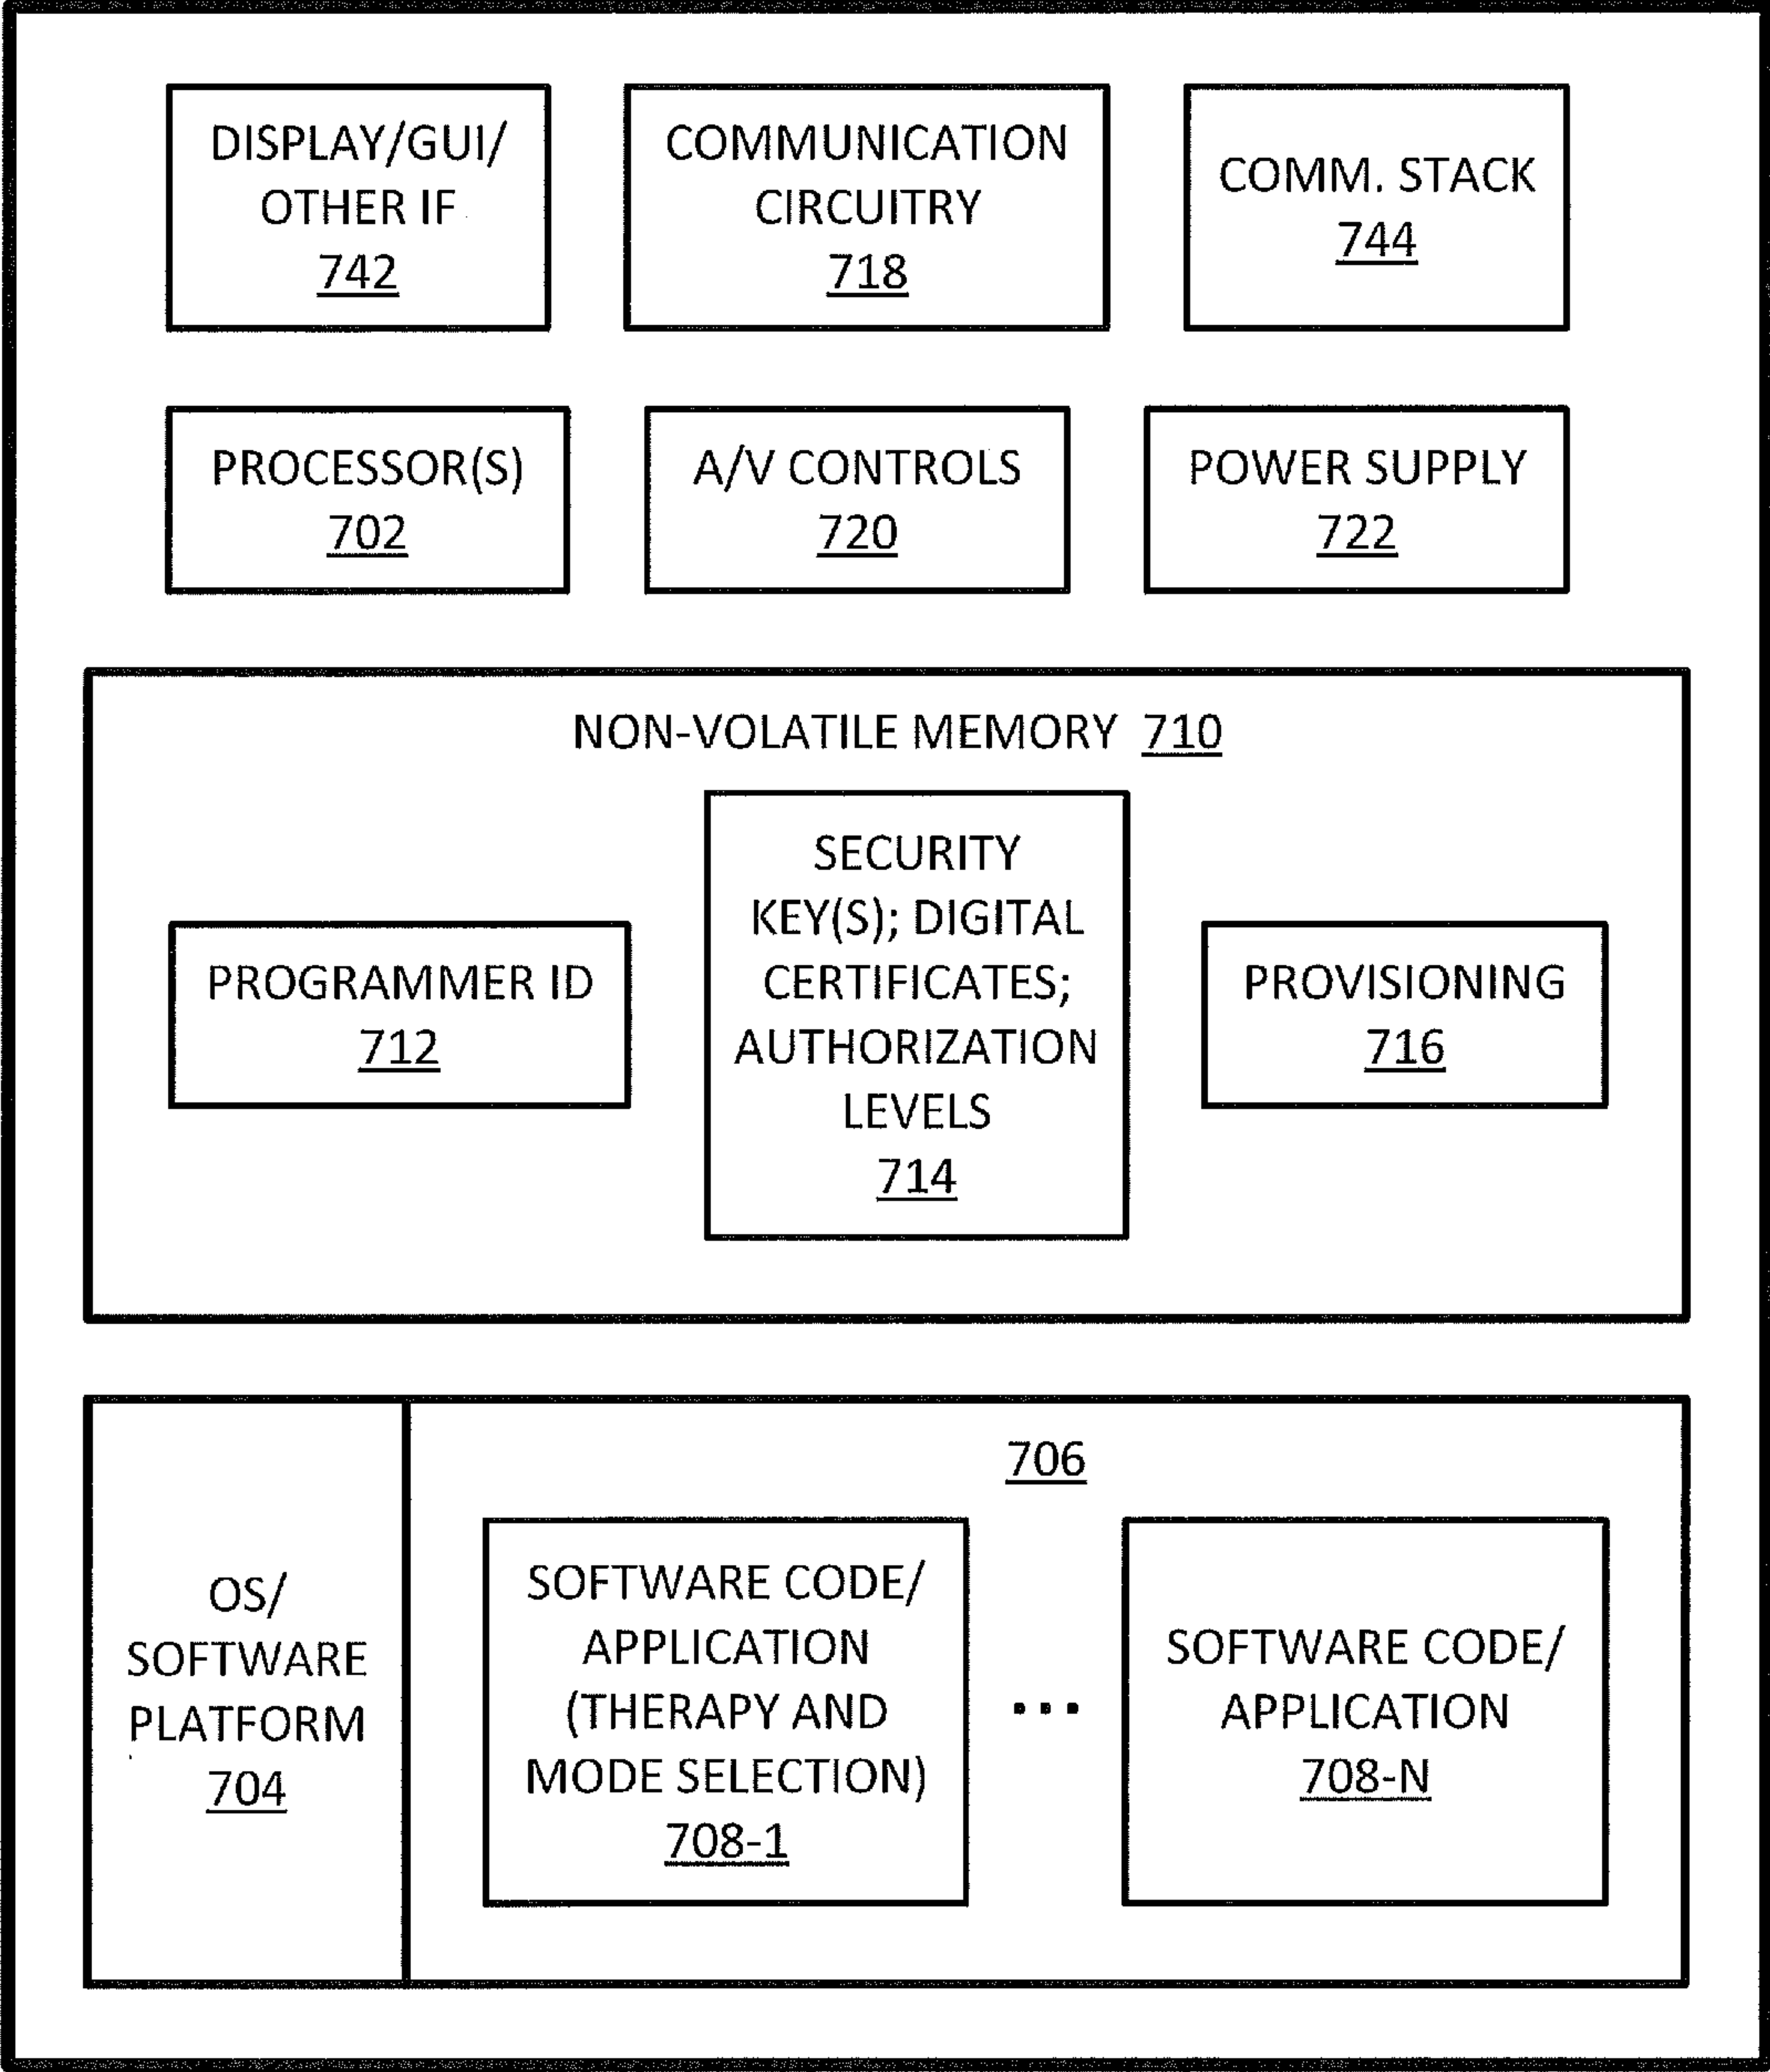 DISPLAY/GUI/
OTHER IF
742
COMMUNICATION
CIRCUITRY
718
COMM. STACK
744
PROCESSOR(S)
702
A/V CONTROLS
720
POWER SUPPLY
722
NON-VOLATILE MEMORY 710
PROGRAMMER ID
712
SECURITY
KEY(S); DIGITAL
CERTIFICATES;
AUTHORIZATION
LEVELS
714
PROVISIONING
716
OS/
SOFTWARE
PLATFORM
704
706
SOFTWARE CODE/
APPLICATION
(THERAPY AND
MODE SELECTION)
708-1
...
SOFTWARE CODE/
APPLICATION
708-N